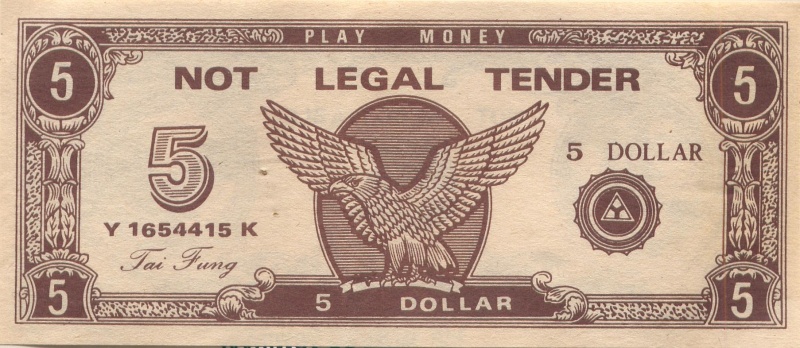 PLAY MONEY
5 5
NOT LEGAL TENDER
5
5 DOLLAR
Y 1654415 K
Tai Fung
5 5
5 DOLLAR